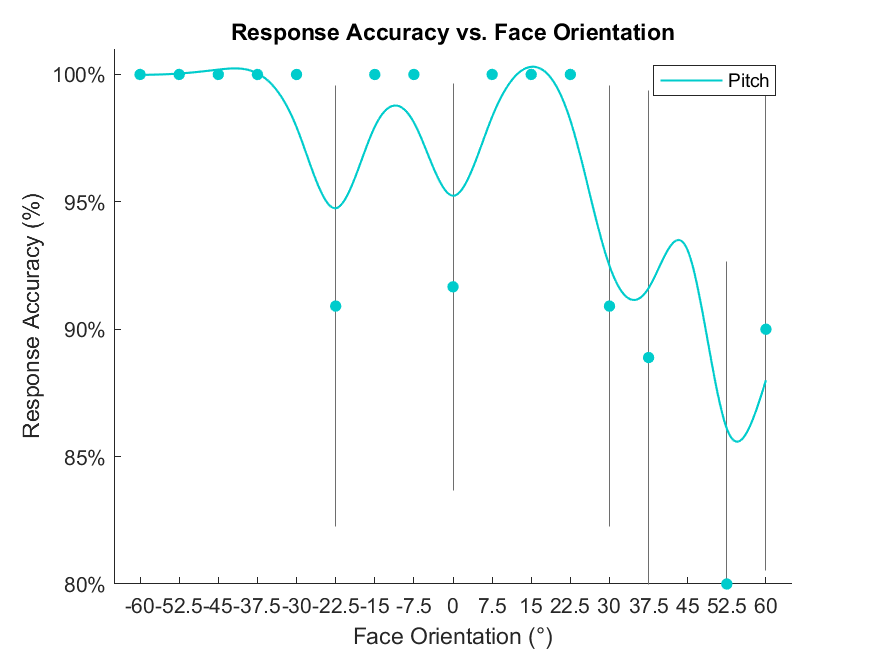 Response Accuracy vs. Face Orientation
Pitch
Response Accuracy (%)
100%
95%
90%
85%
80%
-60 -52.5 -45 -37.5 -30 -22.5 -15 -7.5 0 7.5 15 22.5 30 37.5 45 52.5 60
Face Orientation (°)